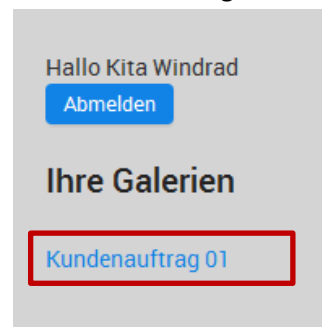 Hallo Kita Windrad
Abmelden
Ihre Galerien
Kundenauftrag 01